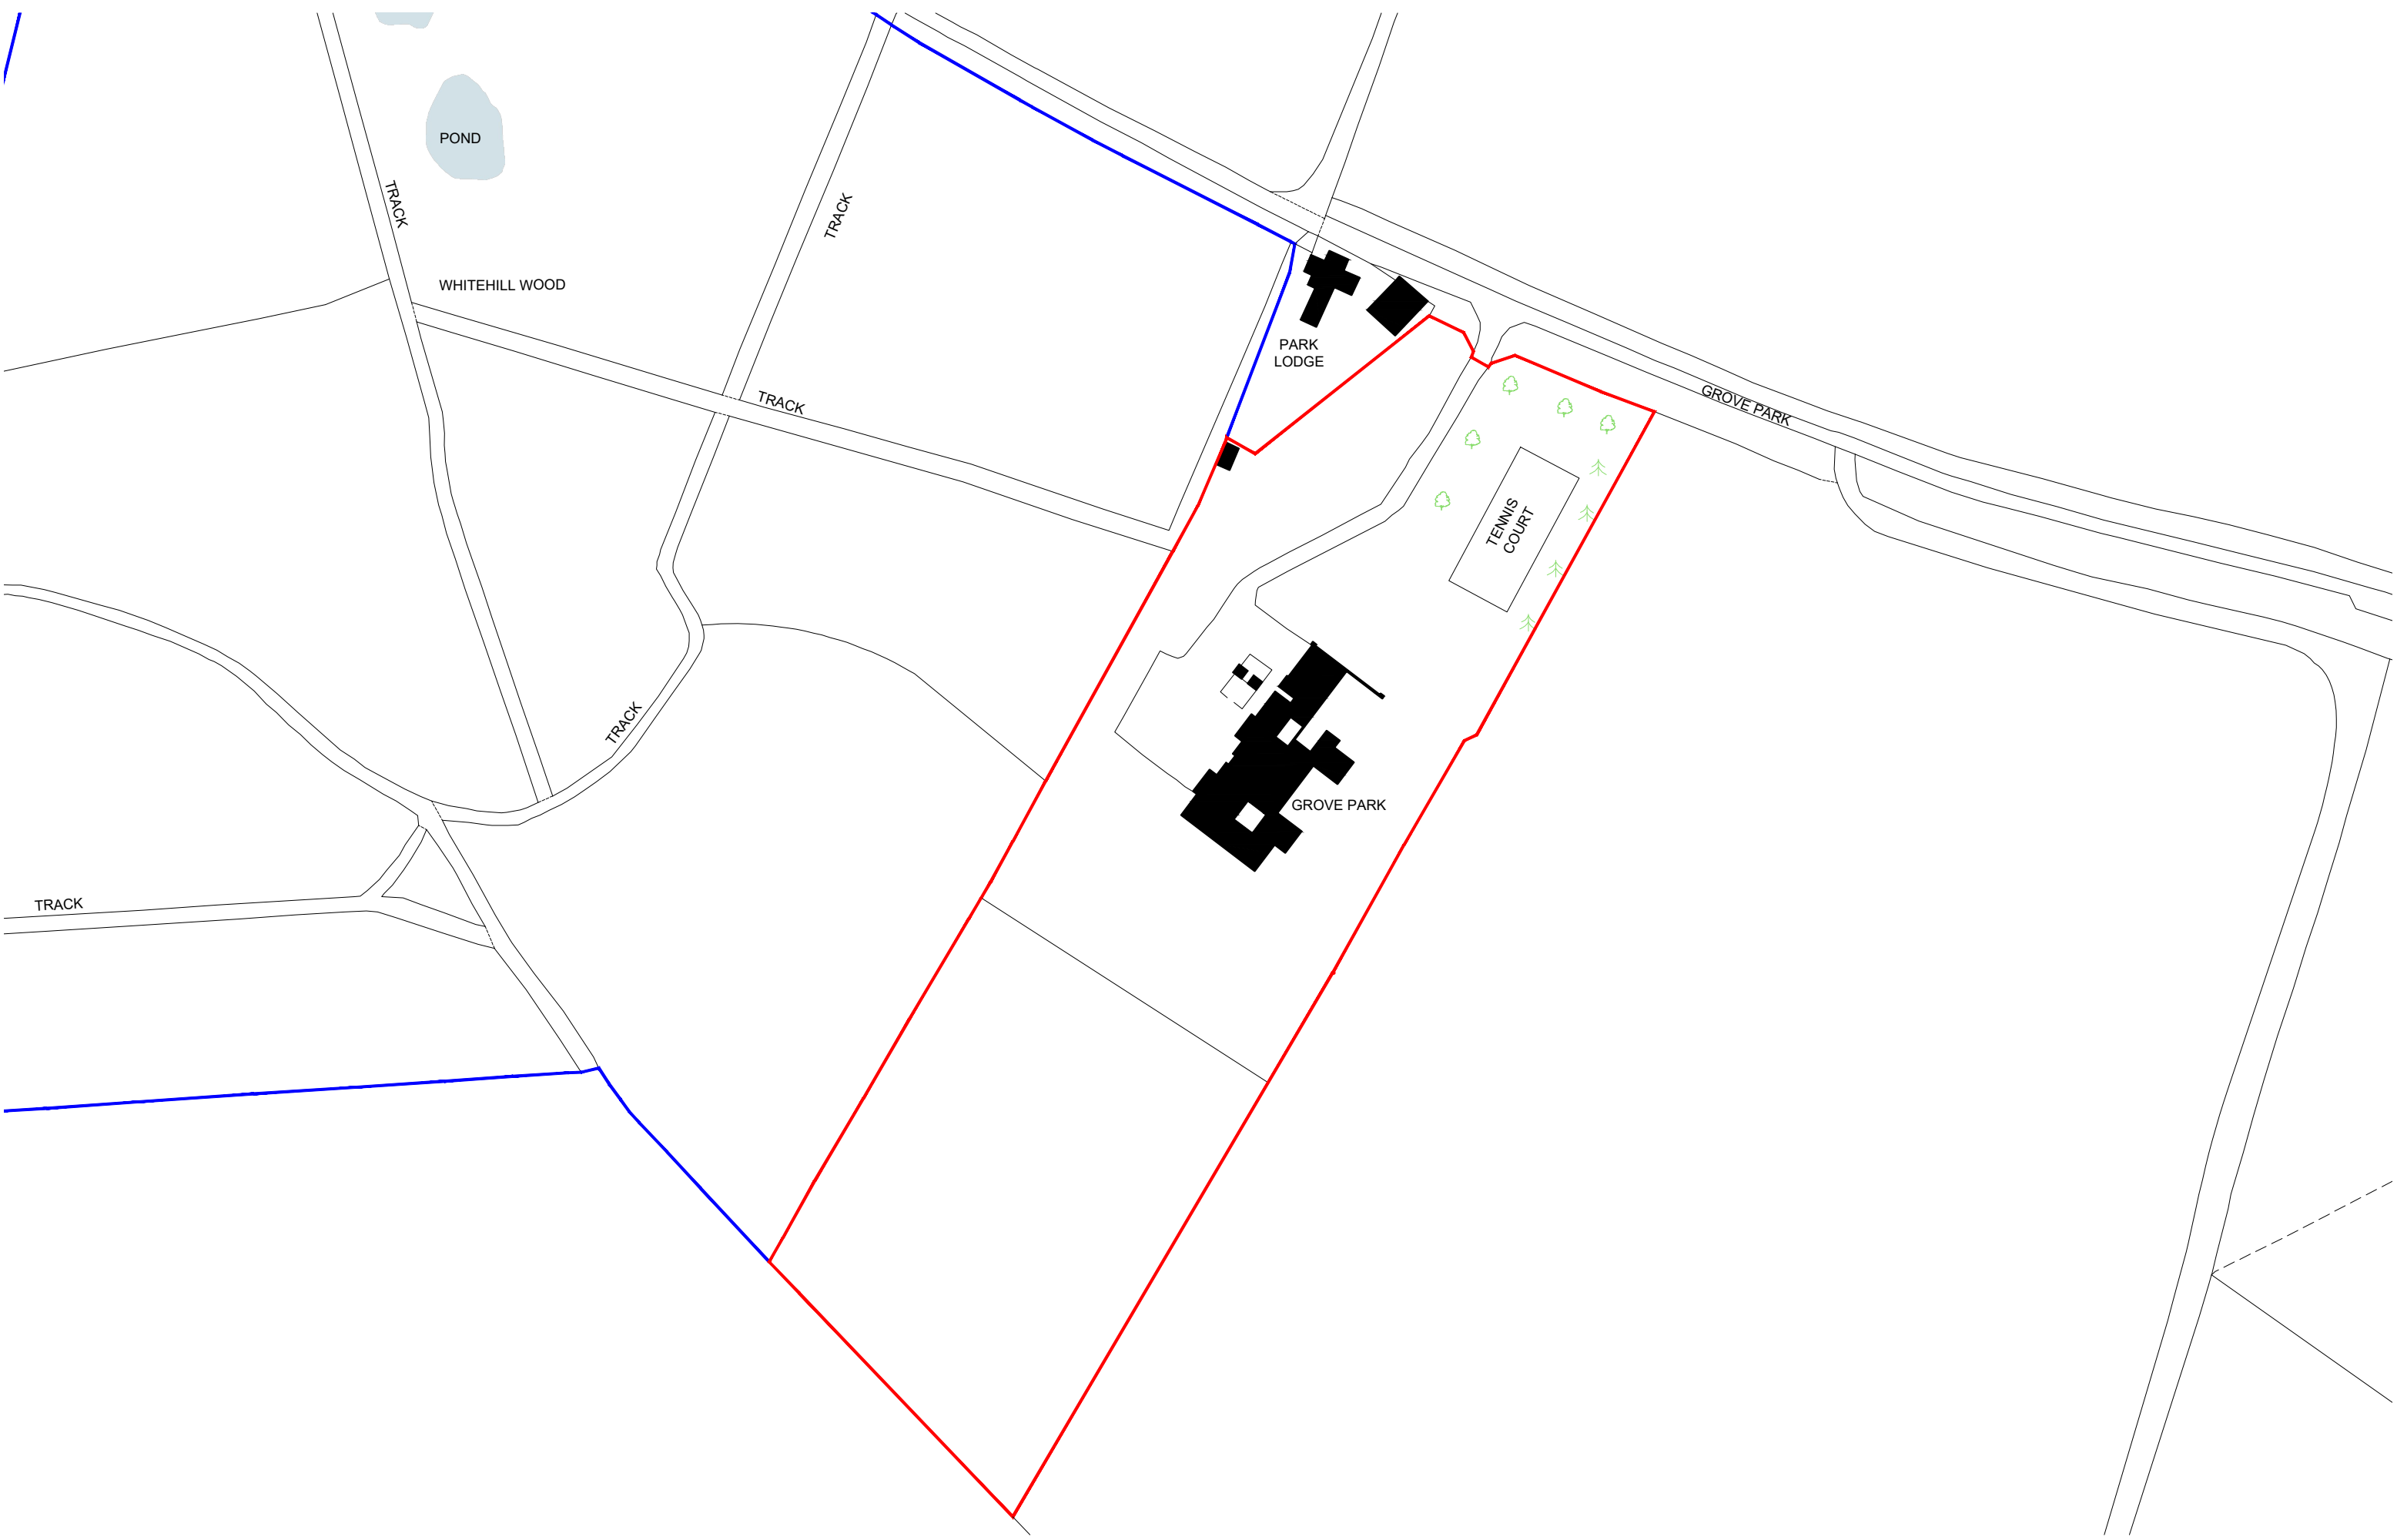 POND
TRACK
TRACK
WHITEHILL WOOD
PARK
LODGE
TRACK
GROVE PARK
TENNIS
COURT
TRACK
GROVE PARK
TRACK